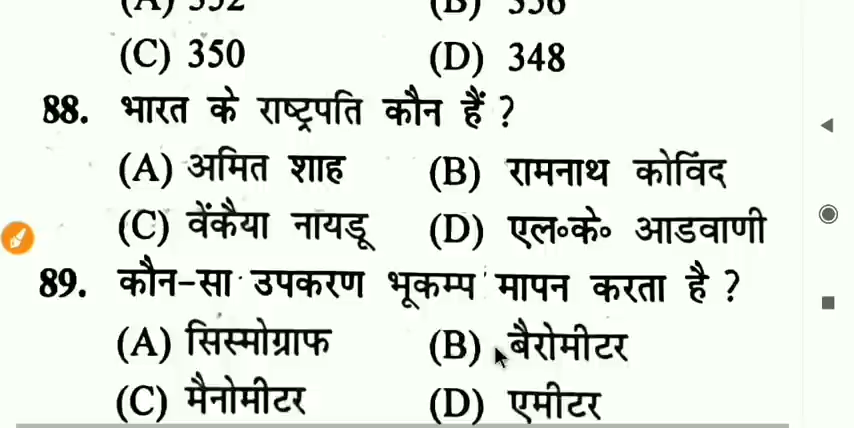 (C) 350 (D) 348
88. भारत के राष्ट्रपति कौन हैं ?
(A) अमित शाह (B) रामनाथ कोविंद
(C) वेंकैया नायडू (D) एल०के० आडवाणी
89. कौन-सा उपकरण भूकम्प मापन करता है ?
(A) सिस्मोग्राफ (B) बैरोमीटर
(C) मैनोमीटर (D) एमीटर